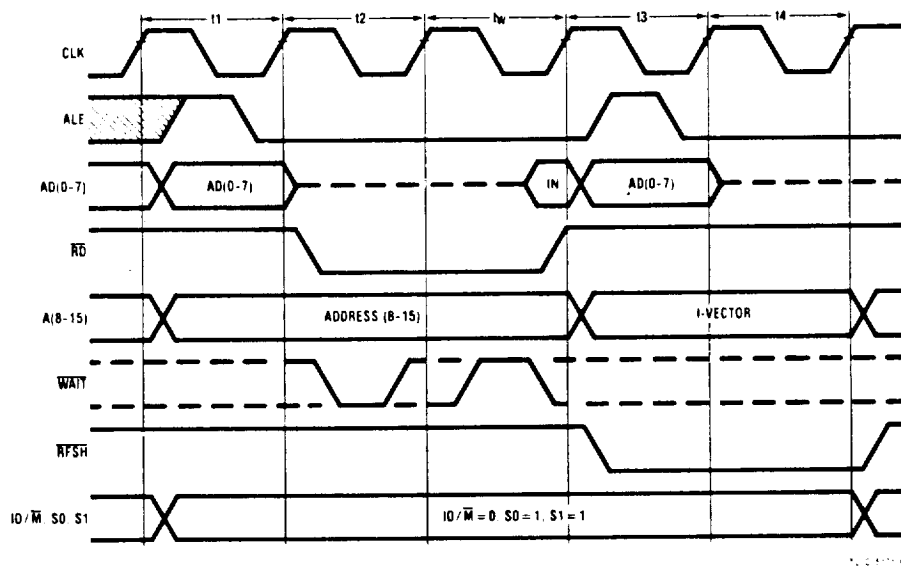 t1 t2 tw t3 t4
CLK
ALE
AD(0-7) AD(0-7) IN AD(0-7)
RD
A(8-15) ADDRESS (8-15) I-VECTOR
WAIT
RFSH
IO/M, S0, S1 IO/M = 0, S0 = 1, S1 = 1